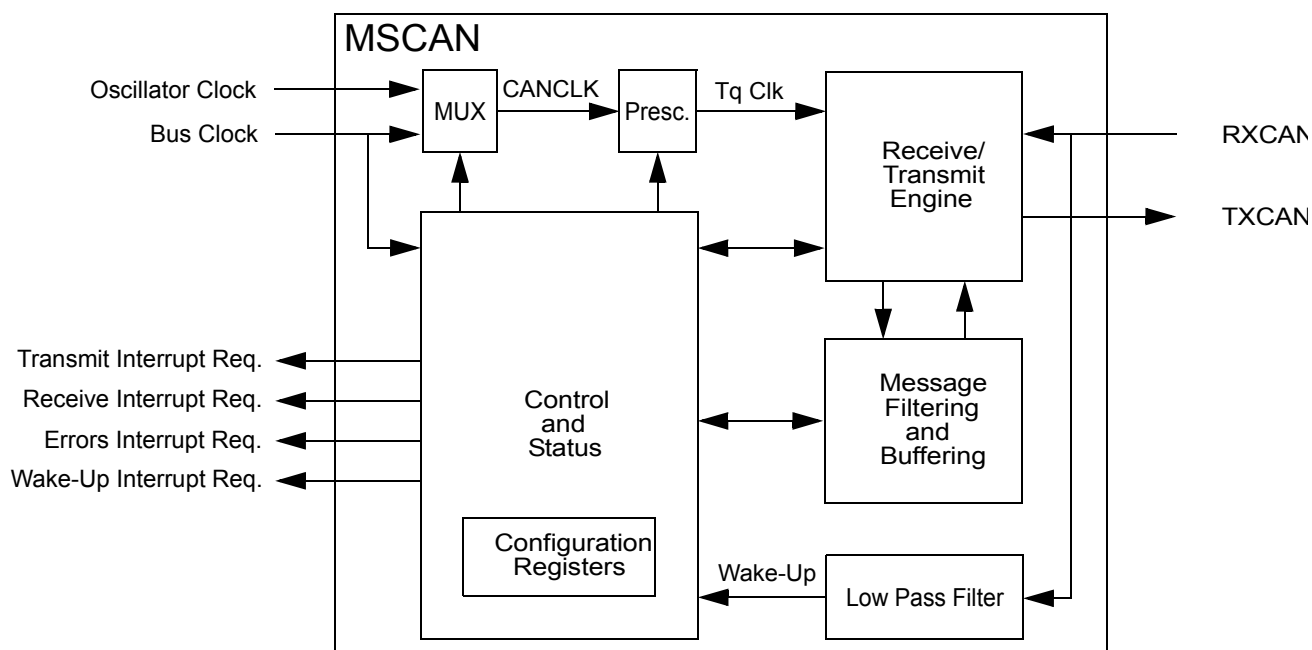 MSCAN
Oscillator Clock
MUX
CANCLK
Presc.
Tq Clk
Bus Clock
Receive/
Transmit
Engine
RXCAN
TXCAN
Transmit Interrupt Req.
Receive Interrupt Req.
Errors Interrupt Req.
Wake-Up Interrupt Req.
Control
and
Status
Message
Filtering
and
Buffering
Configuration
Registers
Wake-Up
Low Pass Filter